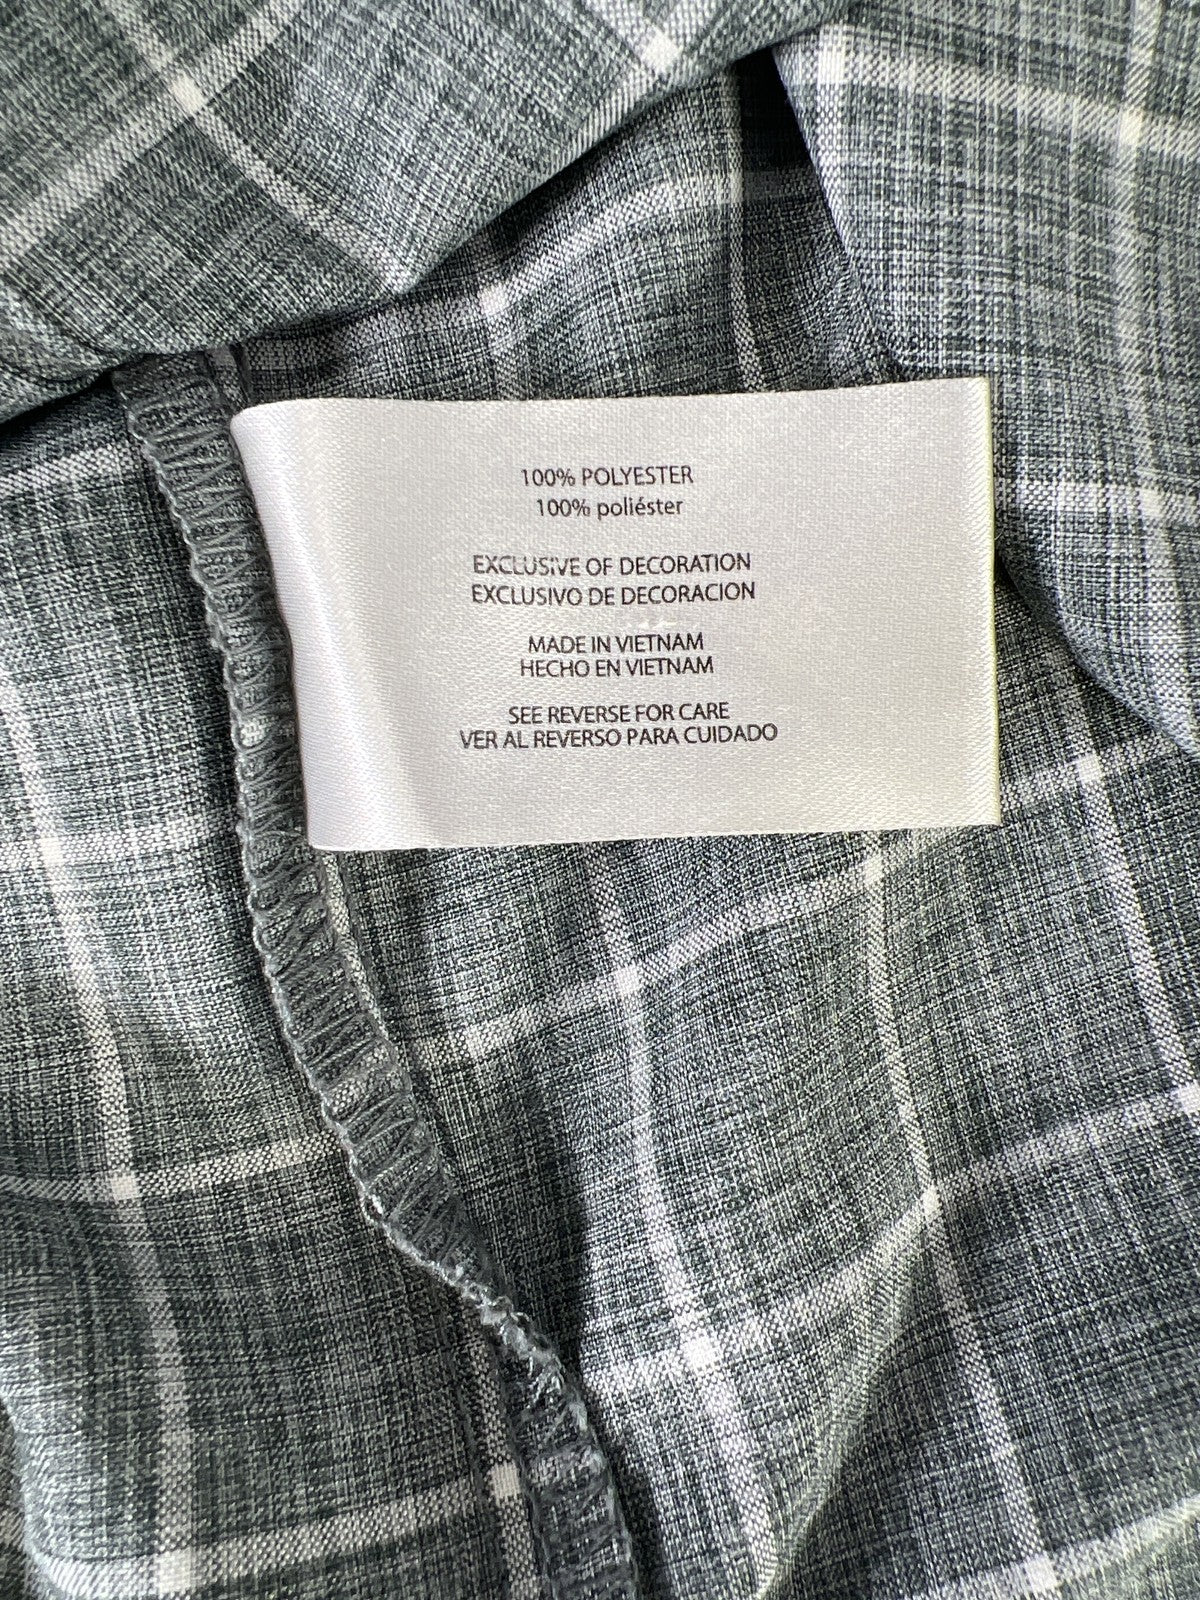 100% POLYESTER
100% poliéster
EXCLUSIVE OF DECORATION
EXCLUSIVO DE DECORACION
MADE IN VIETNAM
HECHO EN VIETNAM
SEE REVERSE FOR CARE
VER AL REVERSO PARA CUIDADO